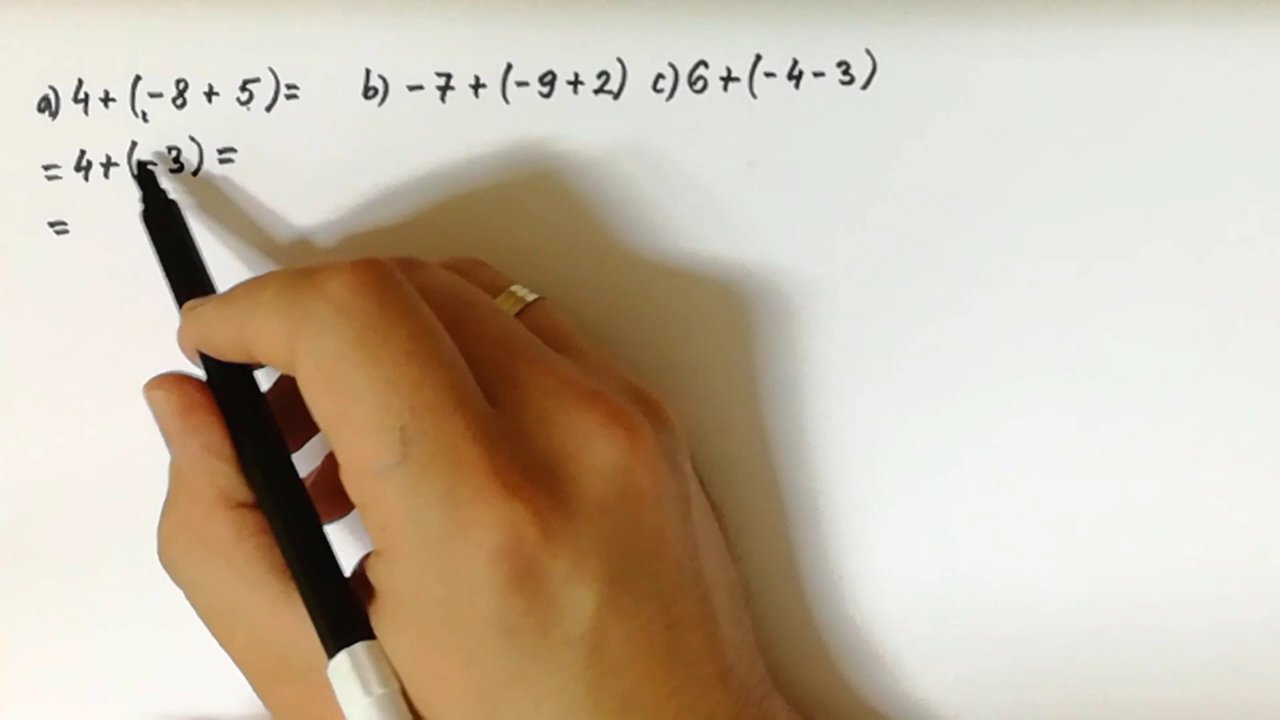 a) 4 + (-8 + 5) = b) - 7 + (-9 + 2) c) 6 + (-4 - 3)
= 4 + (-3) =
=